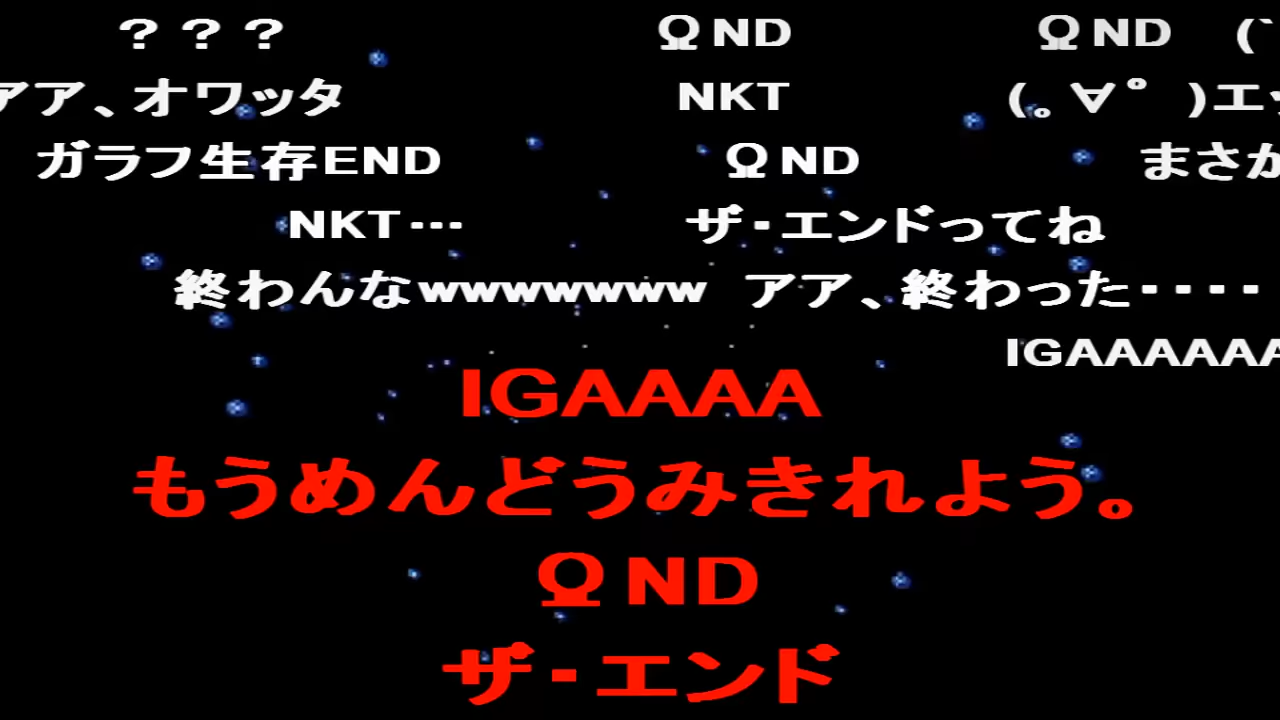 ？？？ ΩND ΩND (`
アア、オワッタ NKT (。∀゜)エッ
ガラフ生存END ΩND まさか
NKT… ザ・エンドってね
終わんなwwwwwwww アア、終わった・・・・
IGAAAAAA
IGAAAA
もうめんどうみきれよう。
ΩND
ザ・エンド